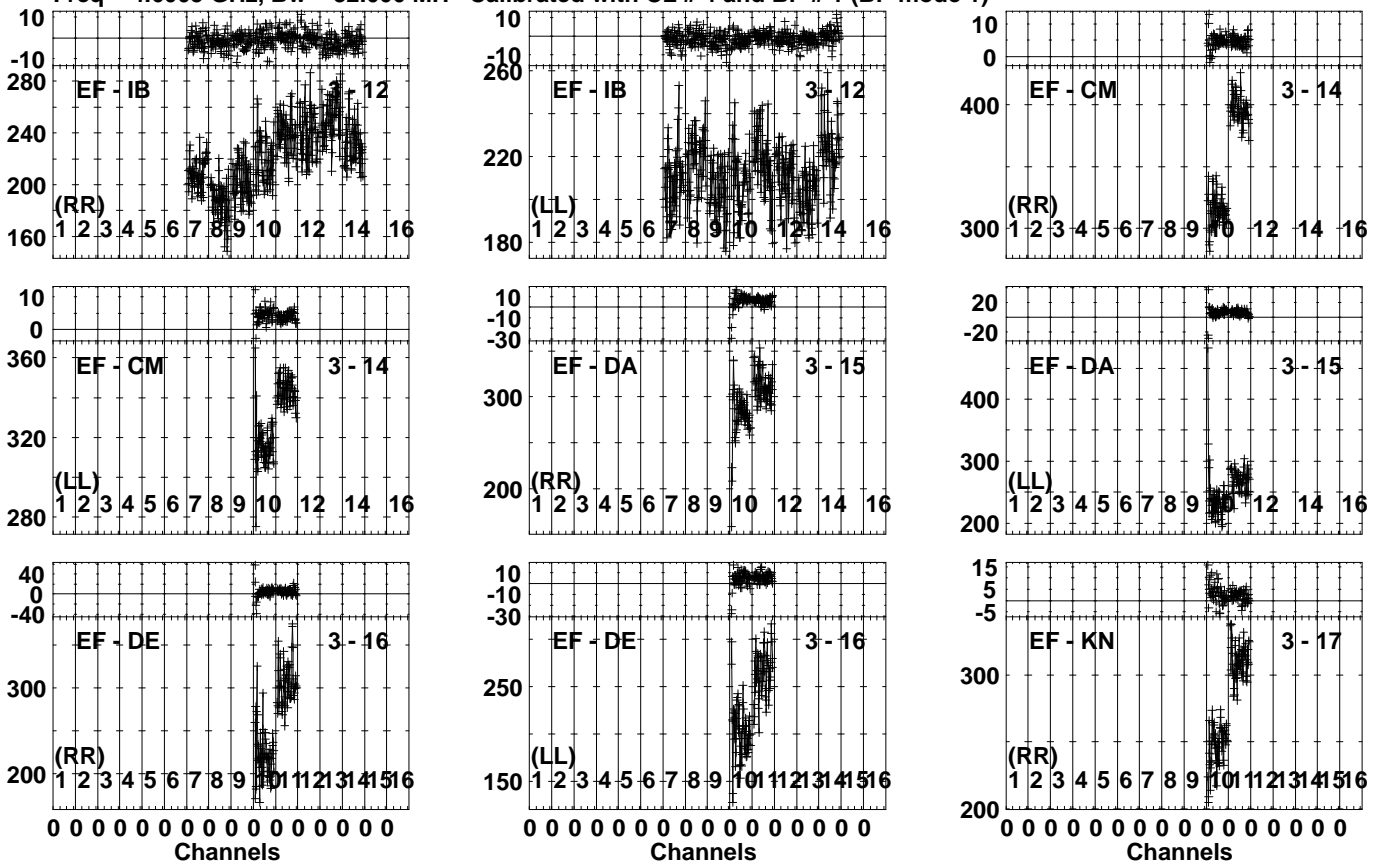 10
-10
280
240
200
160
EF - IB
3 - 12
(RR)
1 2 3 4 5 6 7 8 9 10 12 14 16
10
-10
260
220
180
EF - IB
3 - 12
(LL)
1 2 3 4 5 6 7 8 9 10 12 14 16
10
0
400
300
EF - CM
3 - 14
(RR)
1 2 3 4 5 6 7 8 9 10 12 14 16
10
0
360
320
280
EF - CM
3 - 14
(LL)
1 2 3 4 5 6 7 8 9 10 12 14 16
10
-10
-30
300
200
EF - DA
3 - 15
(RR)
1 2 3 4 5 6 7 8 9 10 12 14 16
20
-20
400
300
200
EF - DA
3 - 15
(LL)
1 2 3 4 5 6 7 8 9 10 12 14 16
40
0
-40
300
200
EF - DE
3 - 16
(RR)
1 2 3 4 5 6 7 8 9 10 11 12 13 14 15 16
10
-10
-30
250
150
EF - DE
3 - 16
(LL)
1 2 3 4 5 6 7 8 9 10 11 12 13 14 15 16
15
5
-5
300
200
EF - KN
3 - 17
(RR)
1 2 3 4 5 6 7 8 9 10 11 12 13 14 15 16
0 0 0 0 0 0 0 0 0 0 0 0 0 0 0 0
Channels
0 0 0 0 0 0 0 0 0 0 0 0 0 0 0 0
Channels
0 0 0 0 0 0 0 0 0 0 0 0 0 0 0 0
Channels